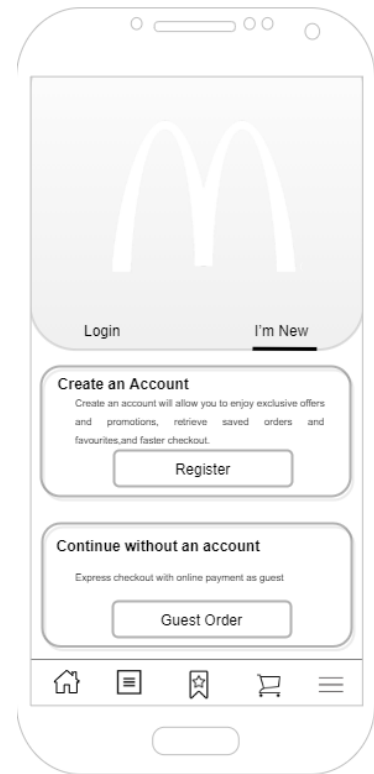 Login
I'm New
Create an Account
Create an account will allow you to enjoy exclusive offers
and promotions, retrieve saved orders and
favourites,and faster checkout.
Register
Continue without an account
Express checkout with online payment as guest
Guest Order